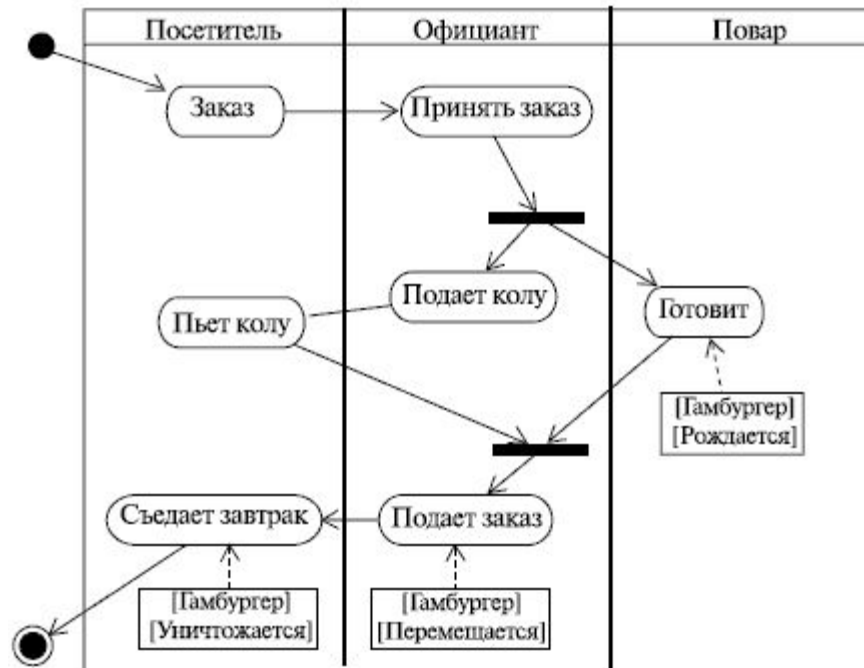 Посетитель
Официант
Повар
Заказ
Принять заказ
Подает колу
Пьет колу
Готовит
[Гамбургер]
[Рождается]
Съедает завтрак
Подает заказ
[Гамбургер]
[Уничтожается]
[Гамбургер]
[Перемещается]